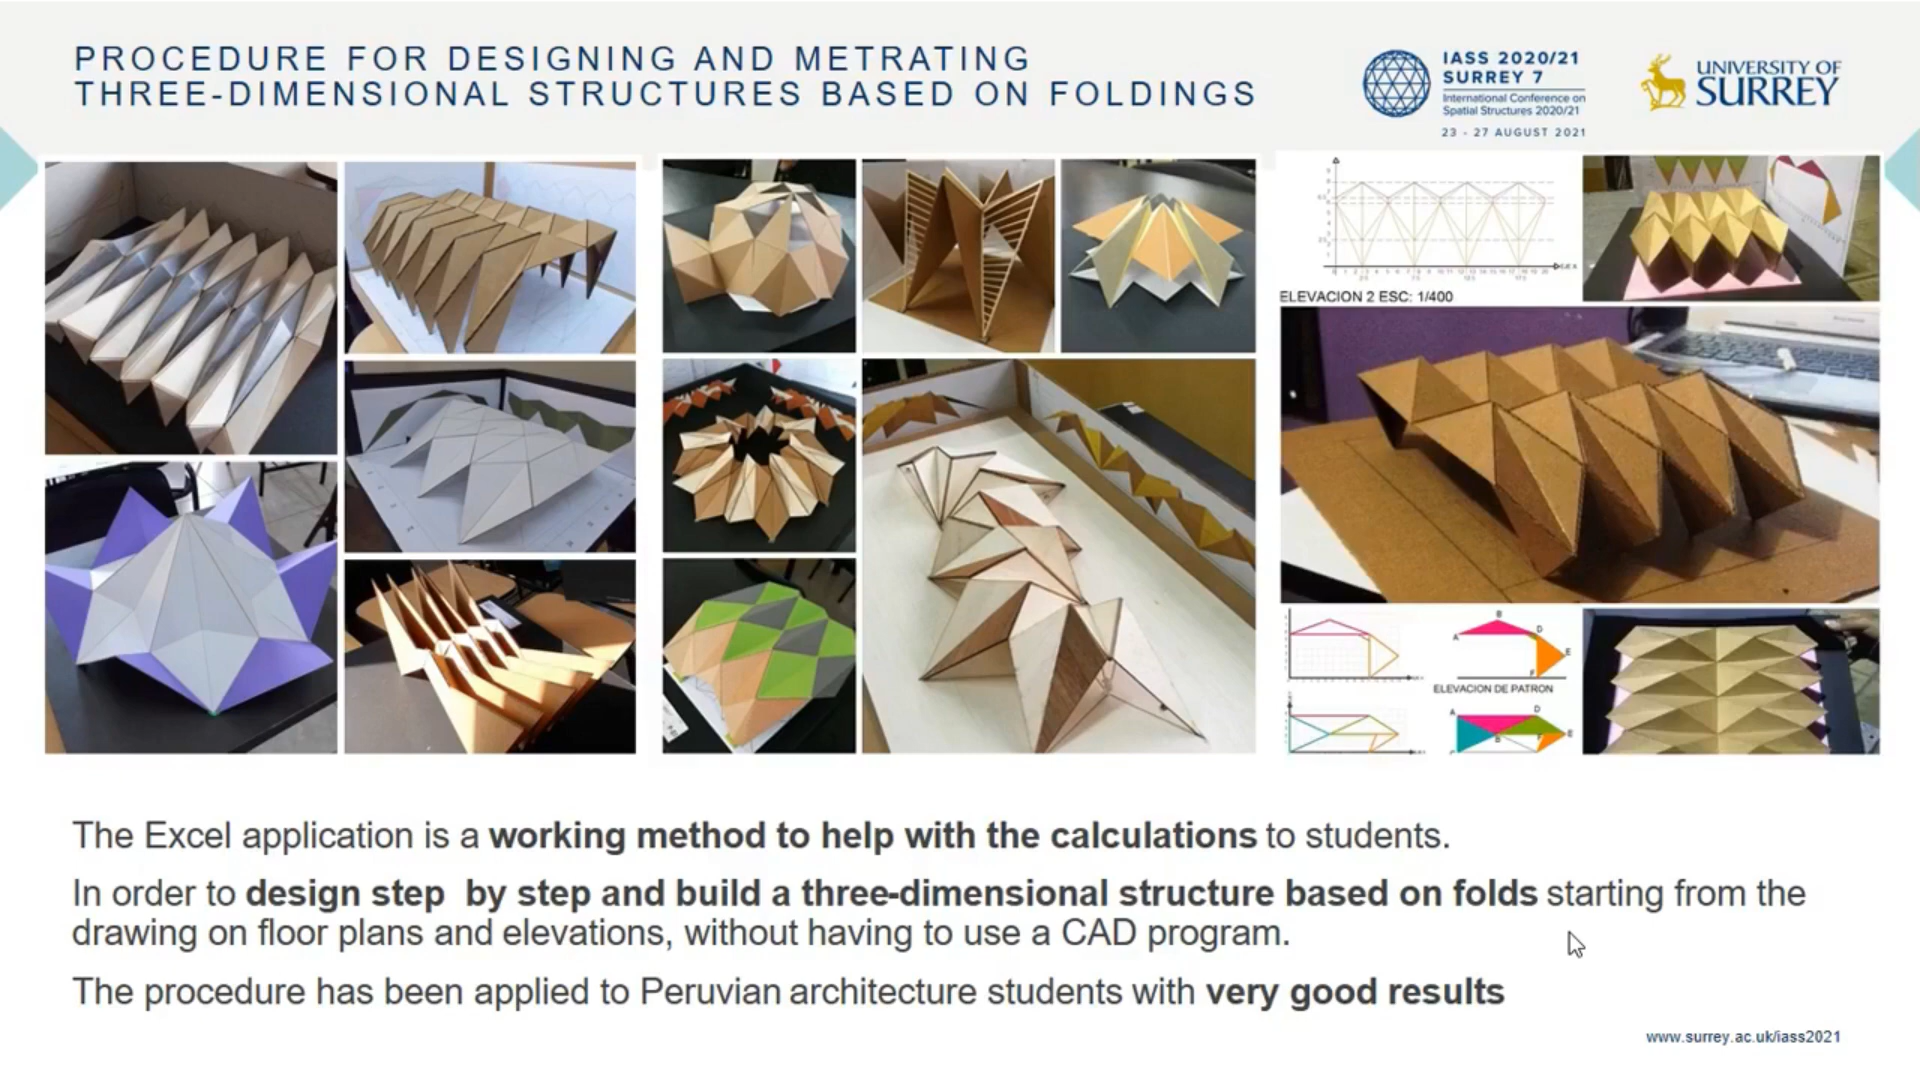 PROCEDURE FOR DESIGNING AND METRATING
THREE-DIMENSIONAL STRUCTURES BASED ON FOLDINGS
IASS 2020/21
SURREY 7
International Conference on
Spatial Structures 2020/21
23 - 27 AUGUST 2021
UNIVERSITY OF
SURREY
ELEVACION 2 ESC: 1/400
B
A
D
E
F
ELEVACION DE PATRON
A
D
B
E
The Excel application is a working method to help with the calculations to students.
In order to design step by step and build a three-dimensional structure based on folds starting from the
drawing on floor plans and elevations, without having to use a CAD program.
The procedure has been applied to Peruvian architecture students with very good results
www.surrey.ac.uk/iass2021